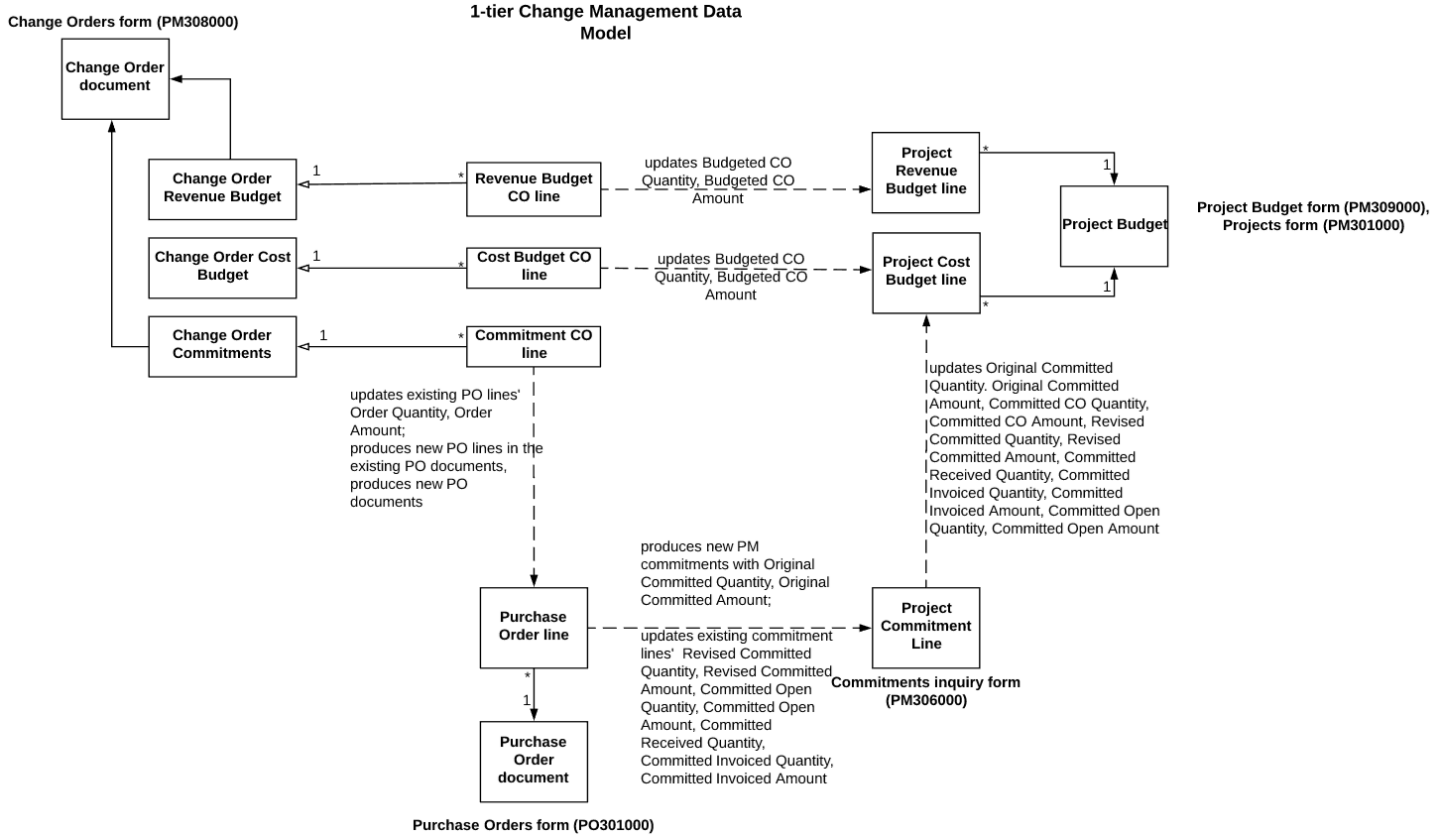 1-tier Change Management Data
Model
Change Orders form (PM308000)
Change Order
document
Change Order
Revenue Budget
1
*
Revenue Budget
CO line
updates Budgeted CO
Quantity, Budgeted CO
Amount
Project
Revenue
Budget line
*
1
Project Budget
Project Budget form (PM309000),
Projects form (PM301000)
Change Order Cost
Budget
1
*
Cost Budget CO
line
updates Budgeted CO
Quantity, Budgeted CO
Amount
Project Cost
Budget line
*
1
Change Order
Commitments
1
*
Commitment CO
line
updates existing PO lines'
Order Quantity, Order
Amount;
produces new PO lines in the
existing PO documents,
produces new PO
documents
updates Original Committed
Quantity. Original Committed
Amount, Committed CO Quantity,
Committed CO Amount, Revised
Committed Quantity, Revised
Committed Amount, Committed
Received Quantity, Committed
Invoiced Quantity, Committed
Invoiced Amount, Committed Open
Quantity, Committed Open Amount
produces new PM
commitments with Original
Committed Quantity, Original
Committed Amount;
Purchase
Order line
updates existing commitment
lines'  Revised Committed
Quantity, Revised Committed
Amount, Committed Open
Quantity, Committed Open
Amount, Committed
Received Quantity,
Committed Invoiced Quantity,
Committed Invoiced Amount
Project
Commitment
Line
Commitments inquiry form
(PM306000)
*
1
Purchase
Order
document
Purchase Orders form (PO301000)